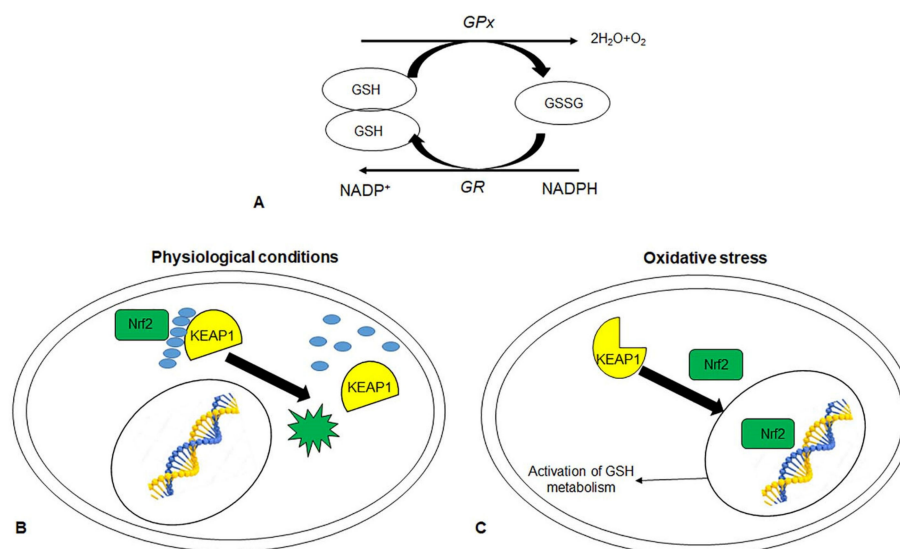 GPx
2H₂O+O₂
GSH
GSSG
GSH
NADP⁺
GR
NADPH
A
Physiological conditions
Oxidative stress
Nrf2
KEAP1
KEAP1
KEAP1
Nrf2
Nrf2
Activation of GSH
metabolism
B
C